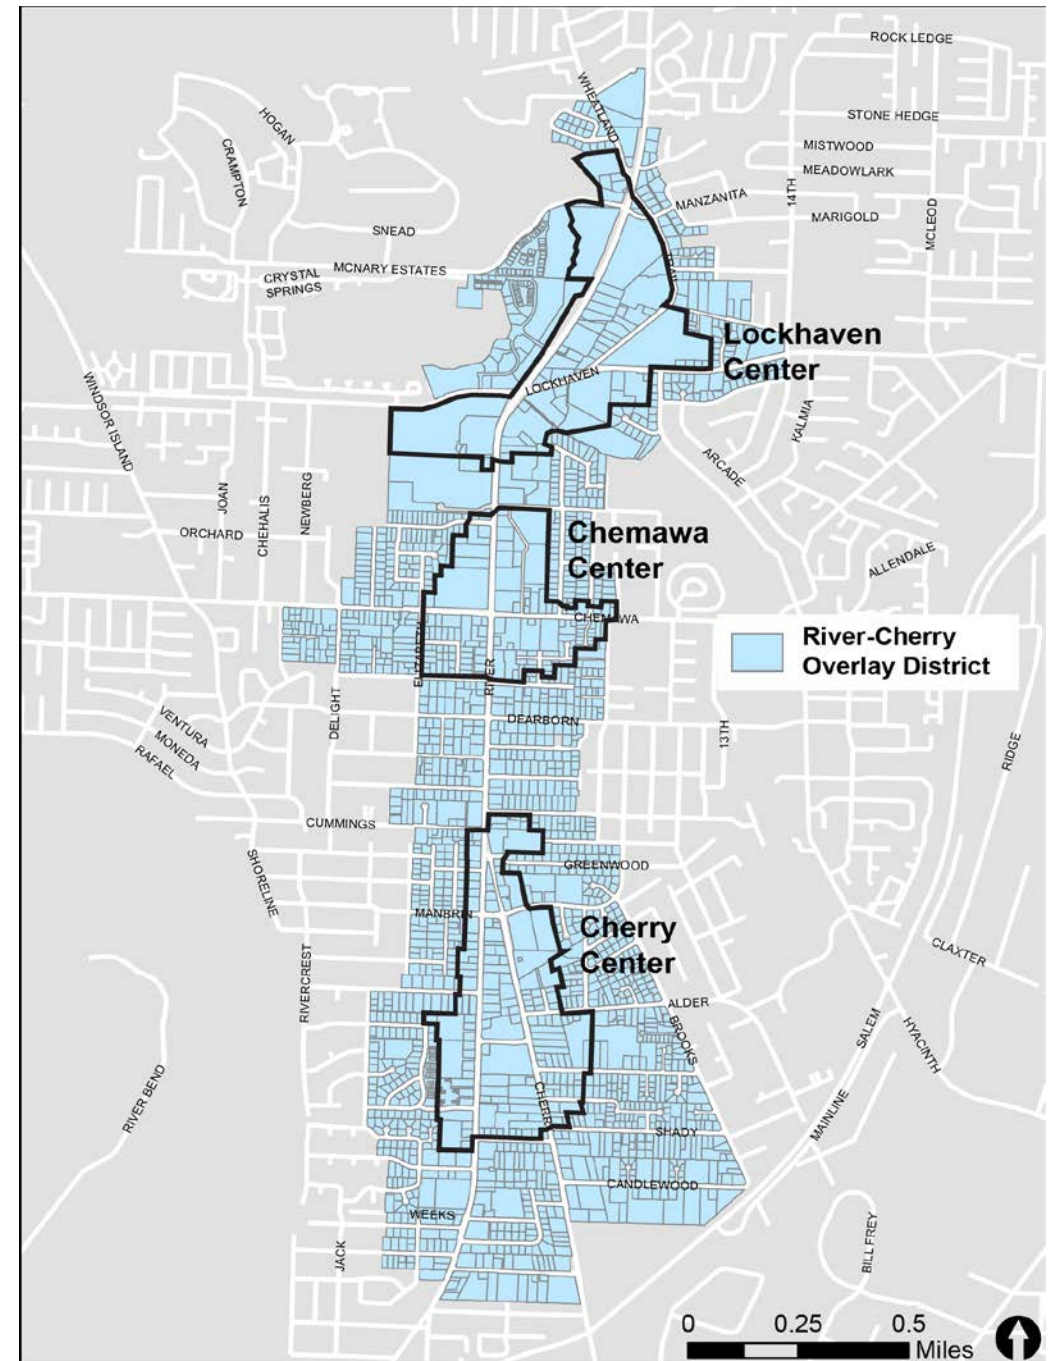 ROCK LEDGE
WHEATLAND
HOGAN
STONE HEDGE
CRAMPTON
MISTWOOD
MEADOWLARK
14TH
MANZANITA
MARIGOLD
MCLEOD
SNEAD
TRAIL
CRYSTAL
SPRINGS
MCNARY ESTATES
Lockhaven
Center
LOCKHAVEN
WINDSOR ISLAND
KALMIA
ARCADE
JOAN
CHEHALIS
NEWBERG
ORCHARD
Chemawa
Center
ALLENDALE
CHEMAWA
River-Cherry
Overlay District
ELIZABETH
RIVER
DELIGHT
DEARBORN
VENTURA
MONEDA
RAFAEL
13TH
RIDGE
CUMMINGS
SHORELINE
GREENWOOD
MANBRIN
Cherry
Center
RIVERCREST
CLAXTER
ALDER
BROOKS
SALEM
HYACINTH
RIVER BEND
CHERRY
MAINLINE
SHADY
CANDLEWOOD
WEEKS
JACK
BILL FREY
0 0.25 0.5
Miles